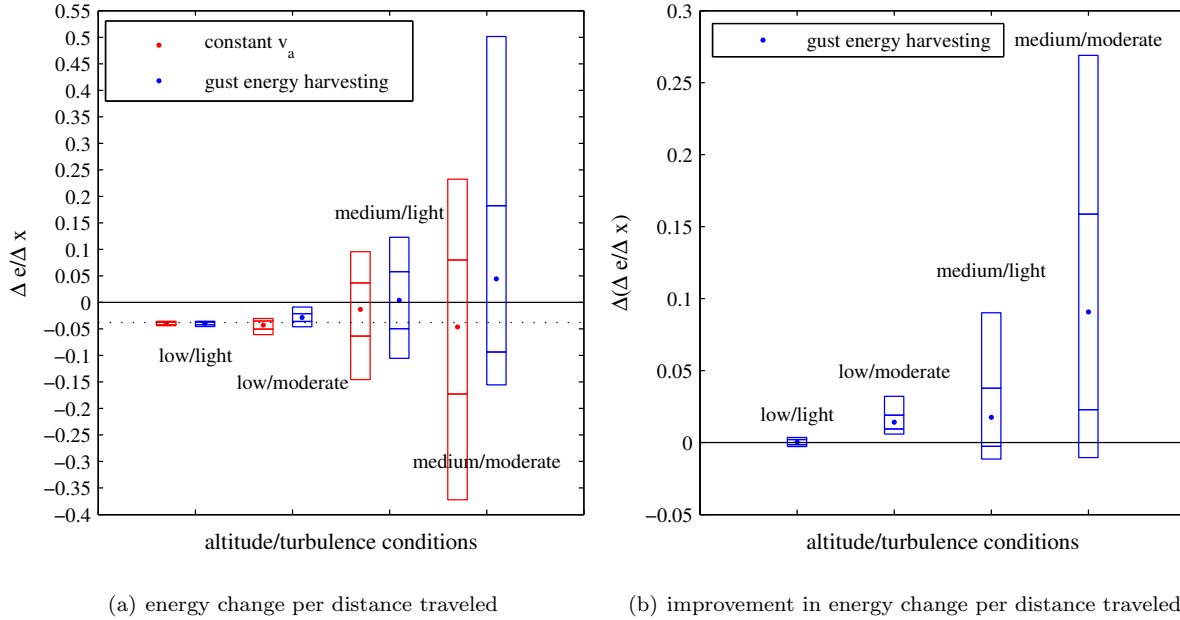 0.55
0.5
0.45
0.4
0.35
0.3
0.25
0.2
0.15
0.1
0.05
0
−0.05
−0.1
−0.15
−0.2
−0.25
−0.3
−0.35
−0.4
Δ e/Δ x
constant v_a
gust energy harvesting
medium/light
low/light
low/moderate
medium/moderate
altitude/turbulence conditions
(a) energy change per distance traveled
0.3
0.25
0.2
0.15
0.1
0.05
0
−0.05
Δ(Δ e/Δ x)
gust energy harvesting
medium/moderate
medium/light
low/moderate
low/light
altitude/turbulence conditions
(b) improvement in energy change per distance traveled